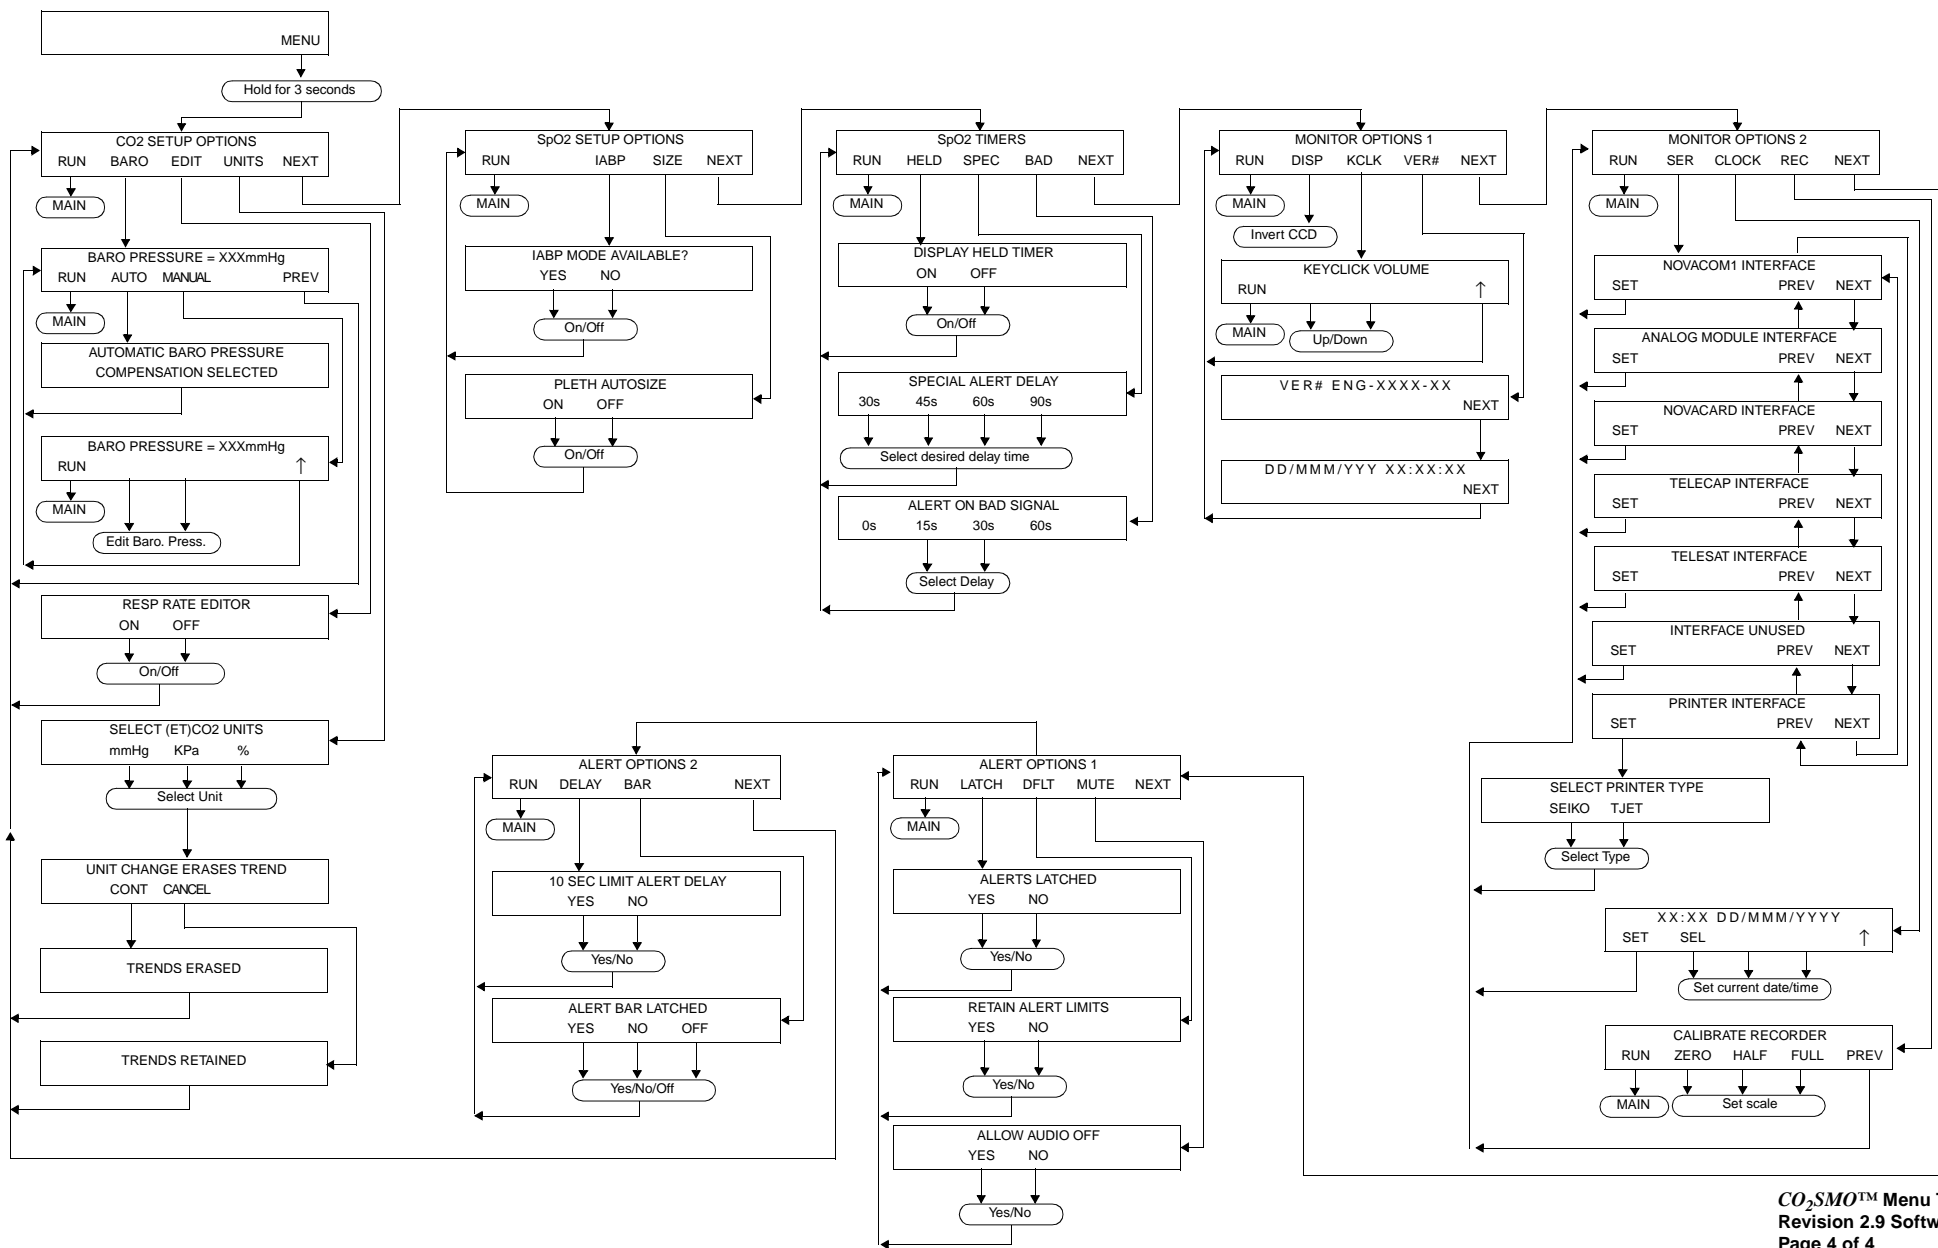 MENU
Hold for 3 seconds
CO2 SETUP OPTIONS
RUN BARO EDIT UNITS NEXT
MAIN
BARO PRESSURE = XXXmmHg
RUN AUTO MANUAL PREV
MAIN
AUTOMATIC BARO PRESSURE
COMPENSATION SELECTED
BARO PRESSURE = XXXmmHg
RUN ↑
MAIN
Edit Baro. Press.
RESP RATE EDITOR
ON OFF
On/Off
SELECT (ET)CO2 UNITS
mmHg KPa %
Select Unit
UNIT CHANGE ERASES TREND
CONT CANCEL
TRENDS ERASED
TRENDS RETAINED
SpO2 SETUP OPTIONS
RUN IABP SIZE NEXT
MAIN
IABP MODE AVAILABLE?
YES NO
On/Off
PLETH AUTOSIZE
ON OFF
On/Off
SpO2 TIMERS
RUN HELD SPEC BAD NEXT
MAIN
DISPLAY HELD TIMER
ON OFF
On/Off
SPECIAL ALERT DELAY
30s 45s 60s 90s
Select desired delay time
ALERT ON BAD SIGNAL
0s 15s 30s 60s
Select Delay
MONITOR OPTIONS 1
RUN DISP KCLK VER# NEXT
MAIN
Invert CCD
KEYCLICK VOLUME
RUN ↑
MAIN
Up/Down
VER# ENG-XXXX-XX
NEXT
DD/MMM/YYY XX:XX:XX
NEXT
MONITOR OPTIONS 2
RUN SER CLOCK REC NEXT
MAIN
NOVACOM1 INTERFACE
SET PREV NEXT
ANALOG MODULE INTERFACE
SET PREV NEXT
NOVACARD INTERFACE
SET PREV NEXT
TELECAP INTERFACE
SET PREV NEXT
TELESAT INTERFACE
SET PREV NEXT
INTERFACE UNUSED
SET PREV NEXT
PRINTER INTERFACE
SET PREV NEXT
SELECT PRINTER TYPE
SEIKO TJET
Select Type
XX:XX DD/MMM/YYYY
SET SEL ↑
Set current date/time
CALIBRATE RECORDER
RUN ZERO HALF FULL PREV
MAIN
Set scale
ALERT OPTIONS 2
RUN DELAY BAR NEXT
MAIN
10 SEC LIMIT ALERT DELAY
YES NO
Yes/No
ALERT BAR LATCHED
YES NO OFF
Yes/No/Off
ALERT OPTIONS 1
RUN LATCH DFLT MUTE NEXT
MAIN
ALERTS LATCHED
YES NO
Yes/No
RETAIN ALERT LIMITS
YES NO
Yes/No
ALLOW AUDIO OFF
YES NO
Yes/No
CO2SMO™ Menu
Revision 2.9
Page 4 of 4